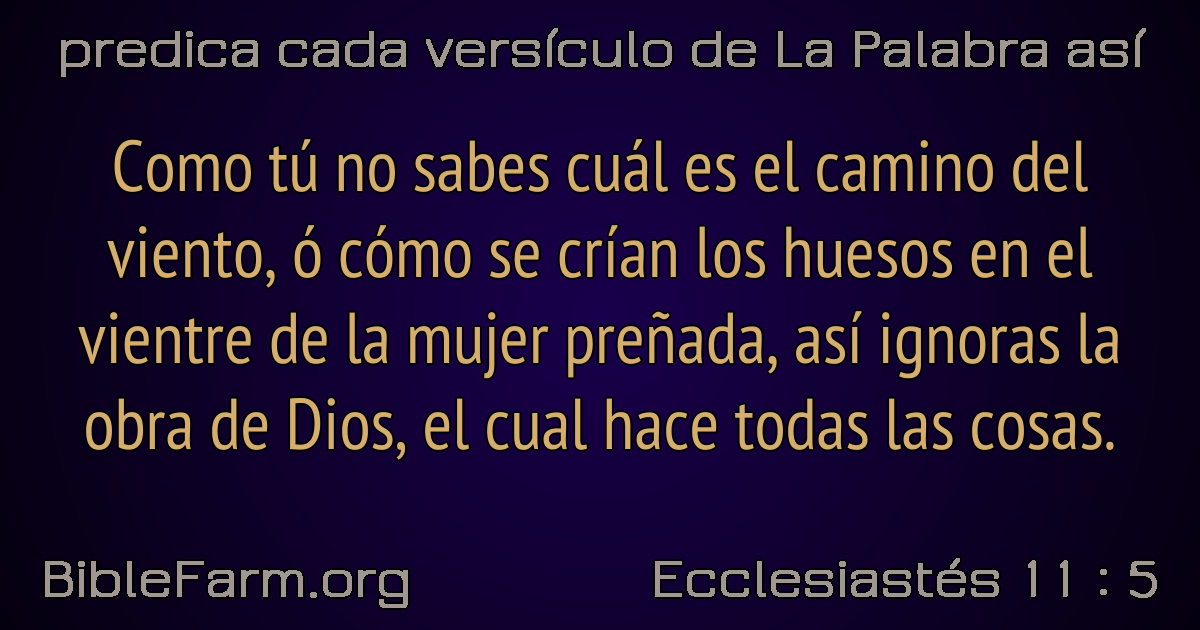 predica cada versículo de La Palabra así
Como tú no sabes cuál es el camino del
viento, ó cómo se crían los huesos en el
vientre de la mujer preñada, así ignoras la
obra de Dios, el cual hace todas las cosas.
BibleFarm.org
Ecclesiastés 11 : 5